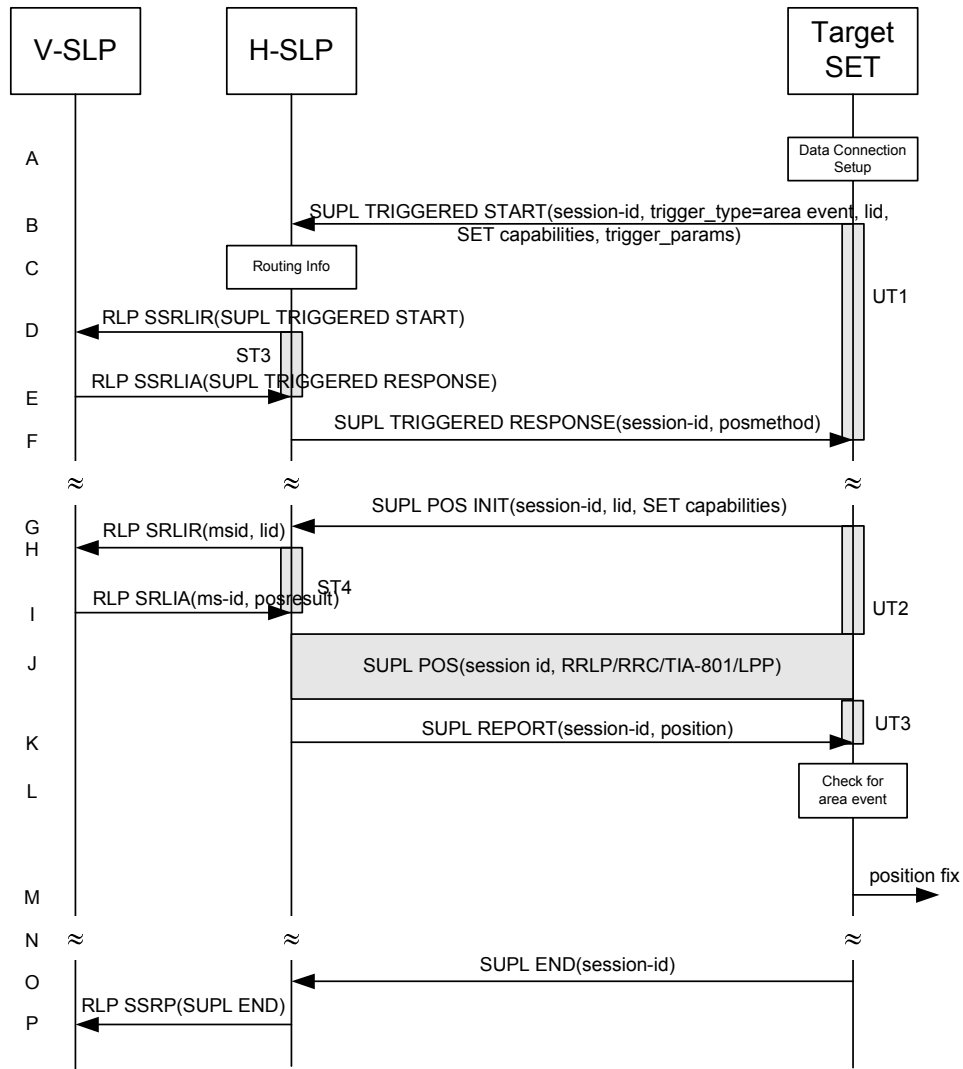 V-SLP
H-SLP
Target
SET
A
Data Connection
Setup
B
SUPL TRIGGERED START(session-id, trigger_type=area event, lid,
SET capabilities, trigger_params)
C
Routing Info
UT1
D
RLP SSRLIR(SUPL TRIGGERED START)
ST3
E
RLP SSRLIA(SUPL TRIGGERED RESPONSE)
F
SUPL TRIGGERED RESPONSE(session-id, posmethod)
≈ ≈ ≈
G
SUPL POS INIT(session-id, lid, SET capabilities)
H
RLP SRLIR(msid, lid)
ST4
I
RLP SRLIA(ms-id, posresult)
UT2
J
SUPL POS(session id, RRLP/RRC/TIA-801/LPP)
UT3
K
SUPL REPORT(session-id, position)
L
Check for
area event
M
position fix
N ≈ ≈ ≈
O
SUPL END(session-id)
P
RLP SSRP(SUPL END)